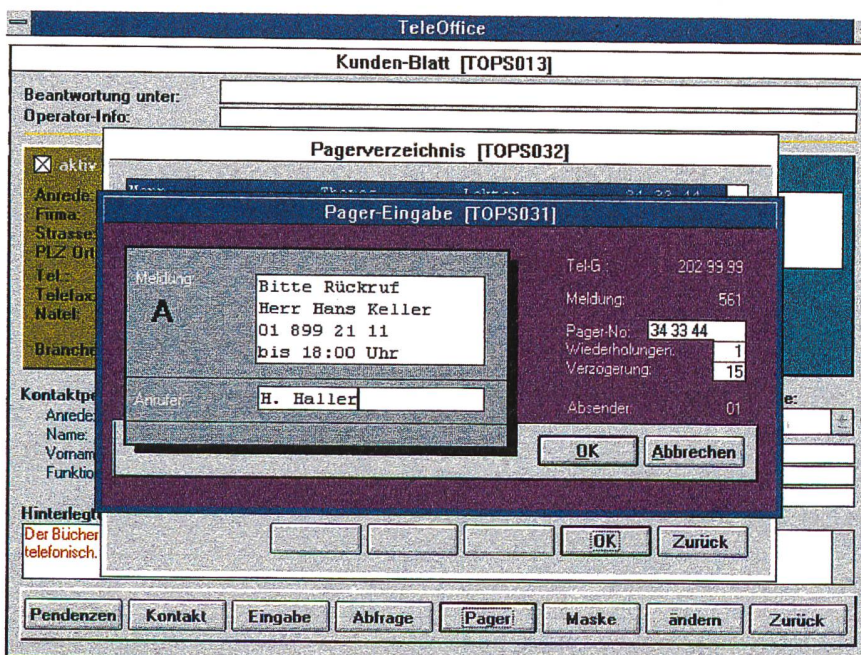 TeleOffice
Kunden-Blatt [TOPS013]
Beantwortung unter:
Operator-Info:
Pagerverzeichnis [TOPS032]
aktiv
Anrede:
Firma:
Strasse:
PLZ Ort
Tel.:
Telefax:
Natel:
Branche
Pager-Eingabe [TOPS031]
Meldung:
A
Bitte Rückruf
Herr Hans Keller
01 899 21 11
bis 18:00 Uhr
Anrufer:
H. Haller
Tel-G.: 202 99 99
Meldung: 561
Pager-No: 34 33 44
Wiederholungen: 1
Verzögerung: 15
Absender: 01
OK Abbrechen
Kontaktpe
e:
Anrede:
Name:
Vornam
Funktio
Hinterlegte
Der Bücher
telefonisch.
OK Zurück
Pendenzen Kontakt Eingabe Abfrage Pager Maske ändern Zurück